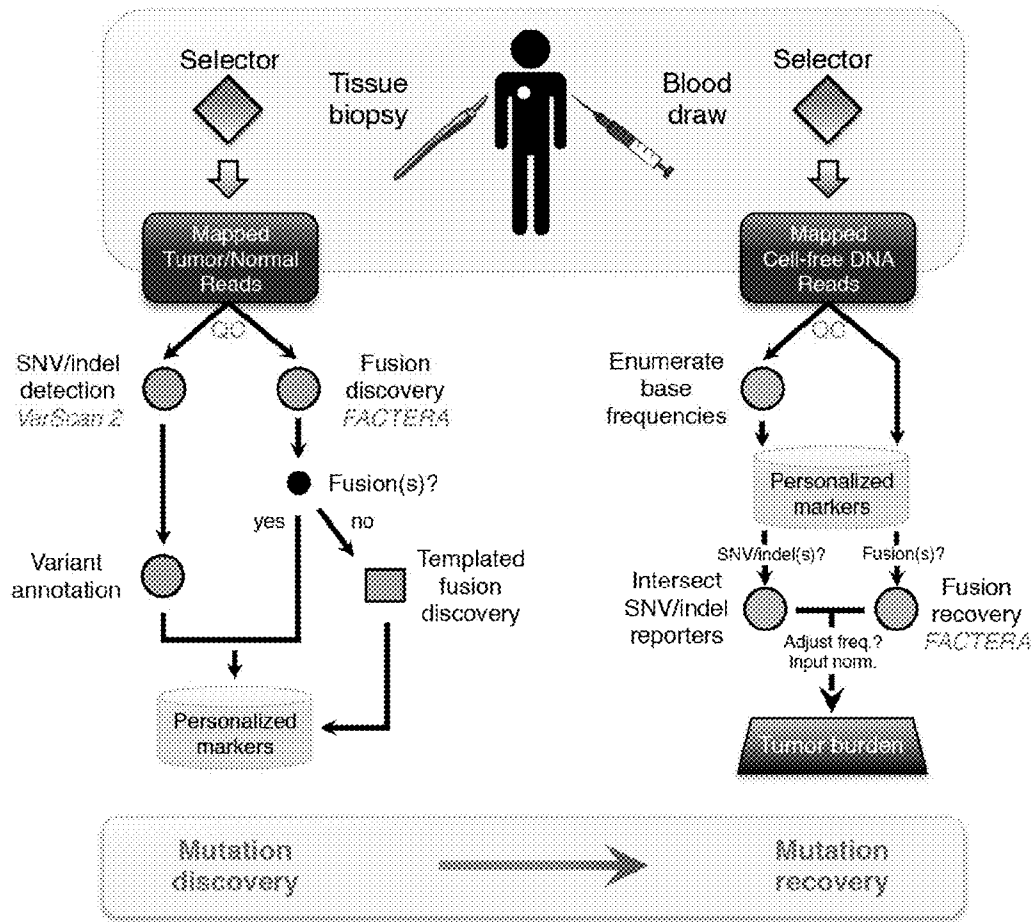 Selector
Tissue
biopsy
Blood
draw
Selector
Mapped
Tumor/Normal
Reads
Mapped
Cell-free DNA
Reads
QC
SNV/indel
detection
VarScan 2
Fusion
discovery
FACTERA
Fusion(s)?
yes
no
Variant
annotation
Templated
fusion
discovery
Personalized
markers
QC
Enumerate
base
frequencies
Personalized
markers
SNV/indel(s)?
Fusion(s)?
Intersect
SNV/indel
reporters
Fusion
recovery
FACTERA
Adjust freq.?
Input norm.
Tumor burden
Mutation
discovery
Mutation
recovery